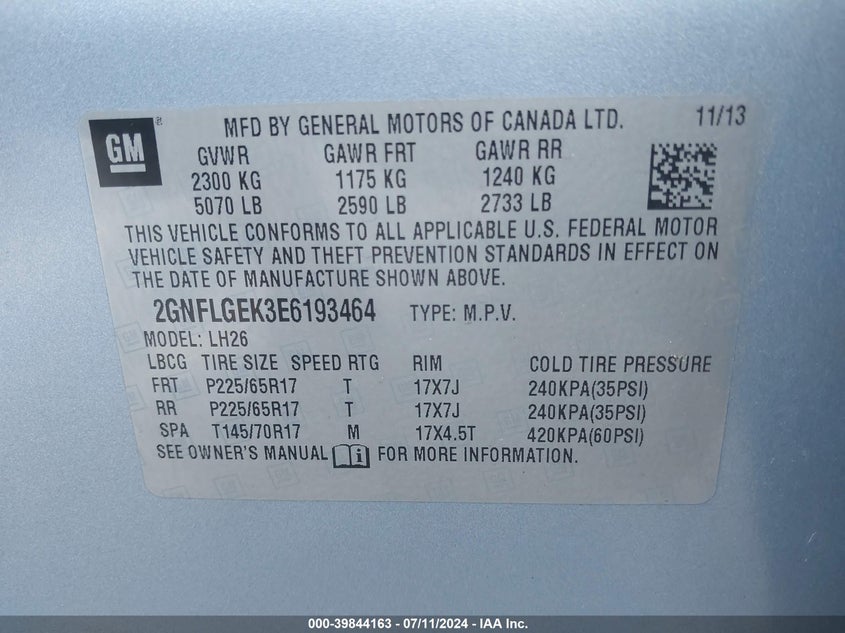 GM ®
MFD BY GENERAL MOTORS OF CANADA LTD. 11/13
GVWR GAWR FRT GAWR RR
2300 KG 1175 KG 1240 KG
5070 LB 2590 LB 2733 LB
THIS VEHICLE CONFORMS TO ALL APPLICABLE U.S. FEDERAL MOTOR
VEHICLE SAFETY AND THEFT PREVENTION STANDARDS IN EFFECT ON
THE DATE OF MANUFACTURE SHOWN ABOVE.
2GNFLGEK3E6193464 TYPE: M.P.V.
MODEL: LH26
LBCG TIRE SIZE SPEED RTG RIM COLD TIRE PRESSURE
FRT P225/65R17 T 17X7J 240KPA(35PSI)
RR P225/65R17 T 17X7J 240KPA(35PSI)
SPA T145/70R17 M 17X4.5T 420KPA(60PSI)
SEE OWNER'S MANUAL i FOR MORE INFORMATION.
000-39844163 - 07/11/2024 - IAA Inc.